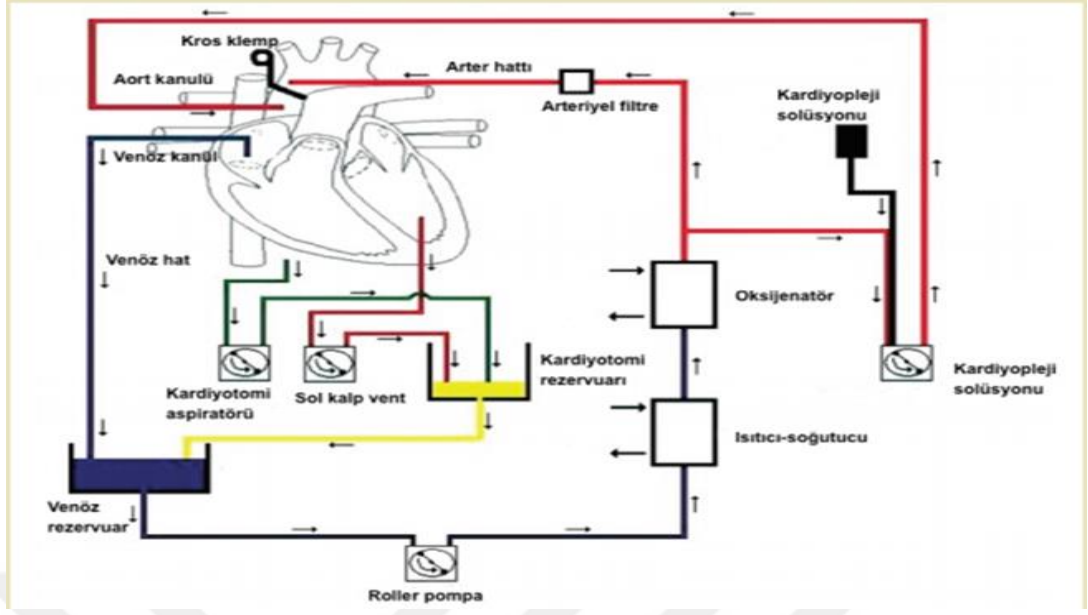 Kros klemp
Aort kanulü
Arter hattı
Arteriyel filtre
Kardiyopleji
solüsyonu
Venöz kanül
Venöz hat
Oksijenatör
Kardiyotomi
rezervuarı
Kardiyopleji
solüsyonu
Kardiyotomi
aspiratörü
Sol kalp vent
Isıtıcı-soğutucu
Venöz
rezervuar
Roller pompa